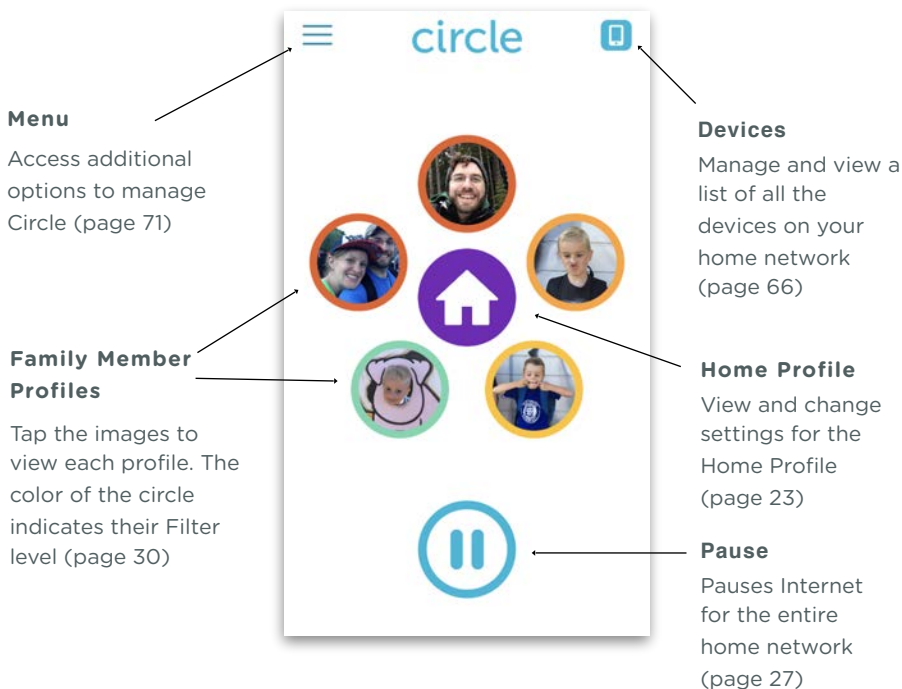 circle
Menu
Access additional
options to manage
Circle (page 71)
Family Member
Profiles
Tap the images to
view each profile. The
color of the circle
indicates their Filter
level (page 30)
Devices
Manage and view a
list of all the
devices on your
home network
(page 66)
Home Profile
View and change
settings for the
Home Profile
(page 23)
Pause
Pauses Internet
for the entire
home network
(page 27)